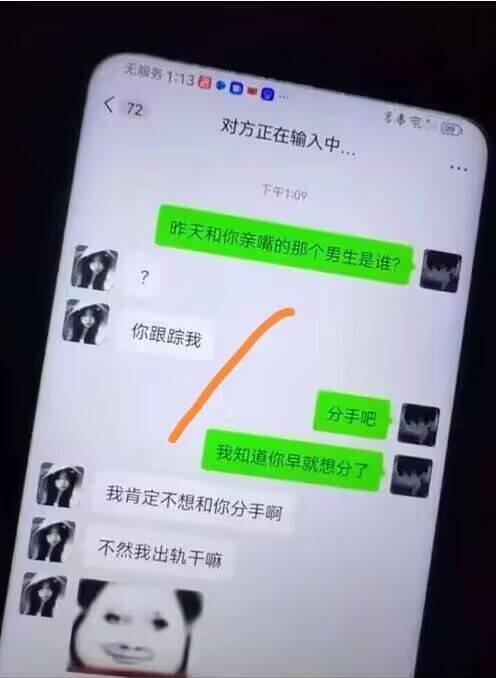 无服务 1:13
72
对方正在输入中...
下午1:09
昨天和你亲嘴的那个男生是谁?
?
你跟踪我
分手吧
我知道你早就想分了
我肯定不想和你分手啊
不然我出轨干嘛